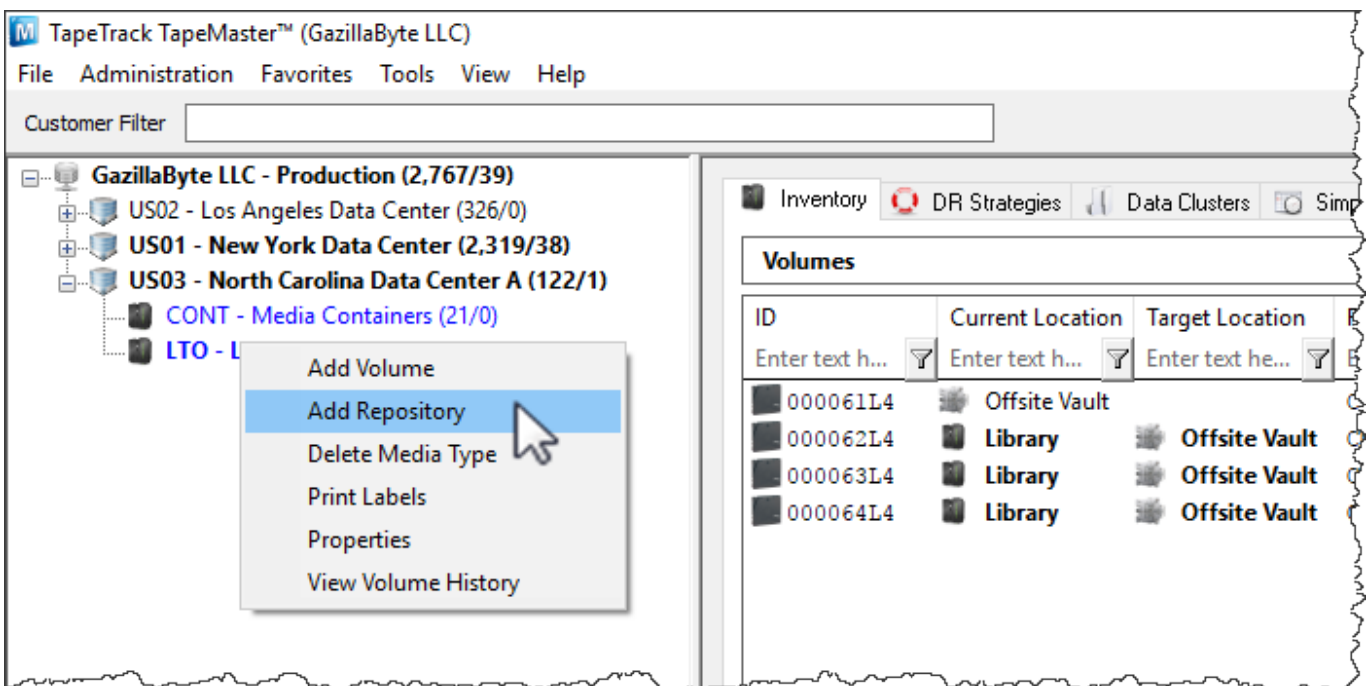 TapeTrack TapeMaster™ (GazillaByte LLC)
File Administration Favorites Tools View Help
Customer Filter
GazillaByte LLC - Production (2,767/39)
US02 - Los Angeles Data Center (326/0)
US01 - New York Data Center (2,319/38)
US03 - North Carolina Data Center A (122/1)
CONT - Media Containers (21/0)
LTO - L
Add Volume
Add Repository
Delete Media Type
Print Labels
Properties
View Volume History
Inventory DR Strategies Data Clusters
Volumes
ID Current Location Target Location
Enter text h... Enter text h... Enter text he...
000061L4 Offsite Vault
000062L4 Library Offsite Vault
000063L4 Library Offsite Vault
000064L4 Library Offsite Vault